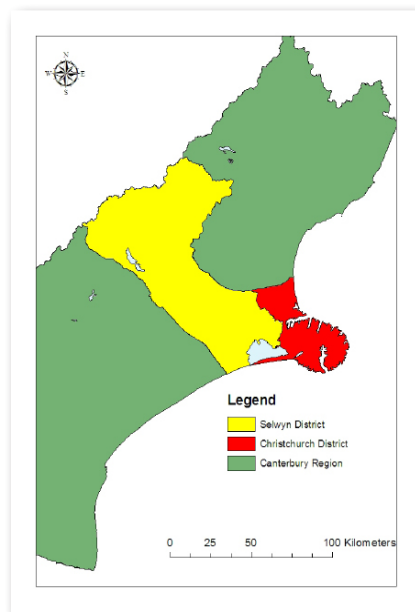 N
W E
S
Legend
Selwyn District
Christchurch District
Canterbury Region
0 25 50 100 Kilometers